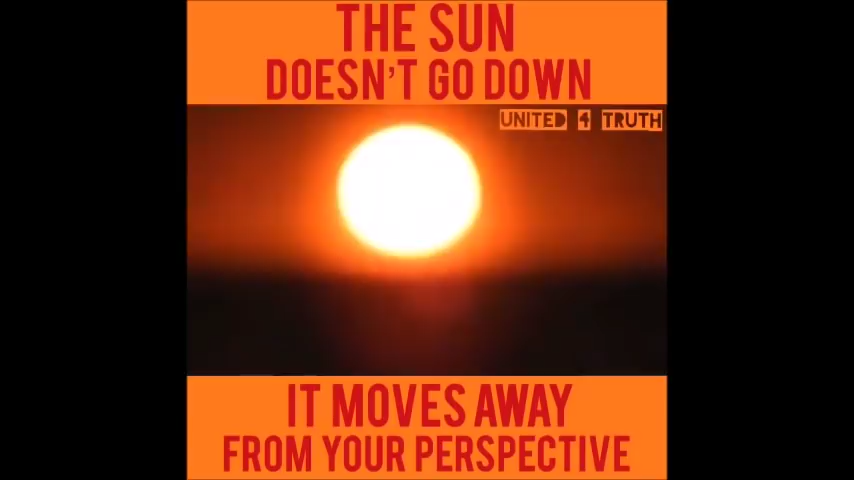 THE SUN
DOESN'T GO DOWN
UNITED 4 TRUTH
IT MOVES AWAY
FROM YOUR PERSPECTIVE